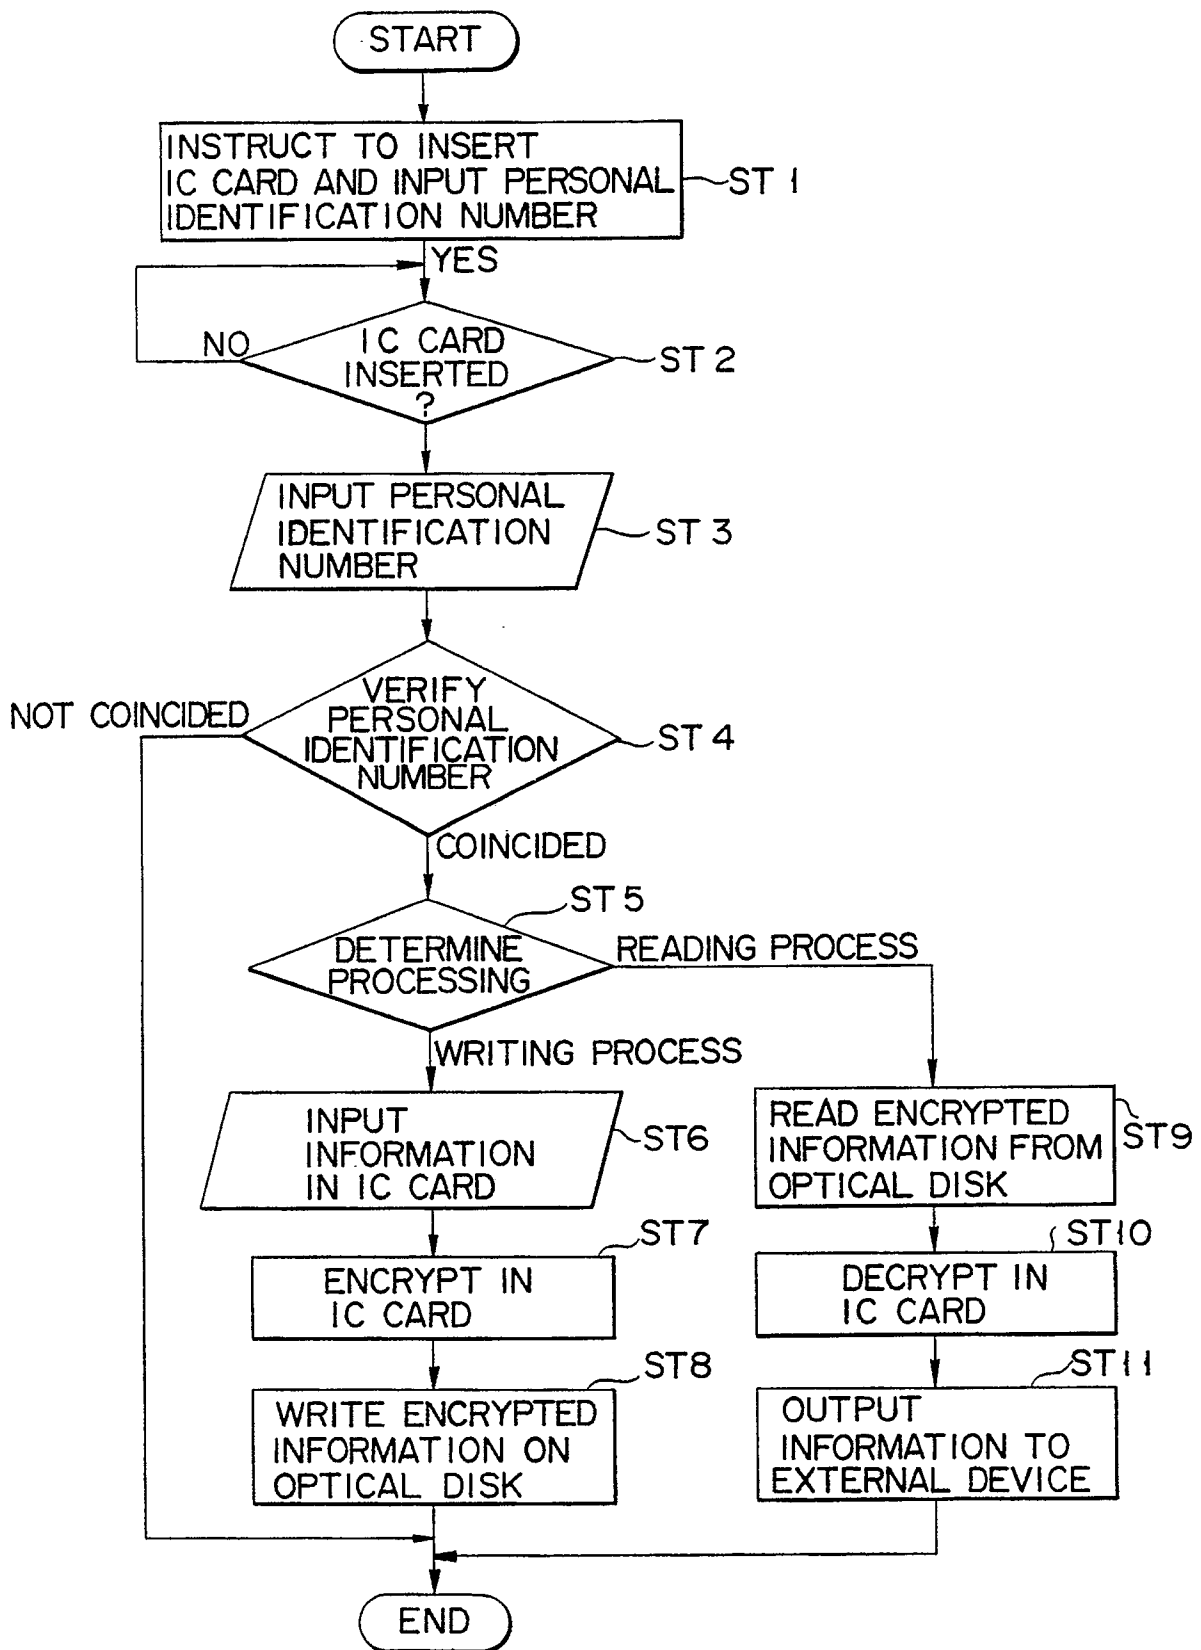 START
INSTRUCT TO INSERT
IC CARD AND INPUT PERSONAL
IDENTIFICATION NUMBER
ST 1
YES
NO
IC CARD
INSERTED
?
ST 2
INPUT PERSONAL
IDENTIFICATION
NUMBER
ST 3
NOT COINCIDED
VERIFY
PERSONAL
IDENTIFICATION
NUMBER
ST 4
COINCIDED
ST 5
DETERMINE
PROCESSING
READING PROCESS
WRITING PROCESS
INPUT
INFORMATION
IN IC CARD
ST6
READ ENCRYPTED
INFORMATION FROM
OPTICAL DISK
ST9
ST7
ENCRYPT IN
IC CARD
ST10
DECRYPT IN
IC CARD
ST8
WRITE ENCRYPTED
INFORMATION ON
OPTICAL DISK
ST11
OUTPUT
INFORMATION TO
EXTERNAL DEVICE
END